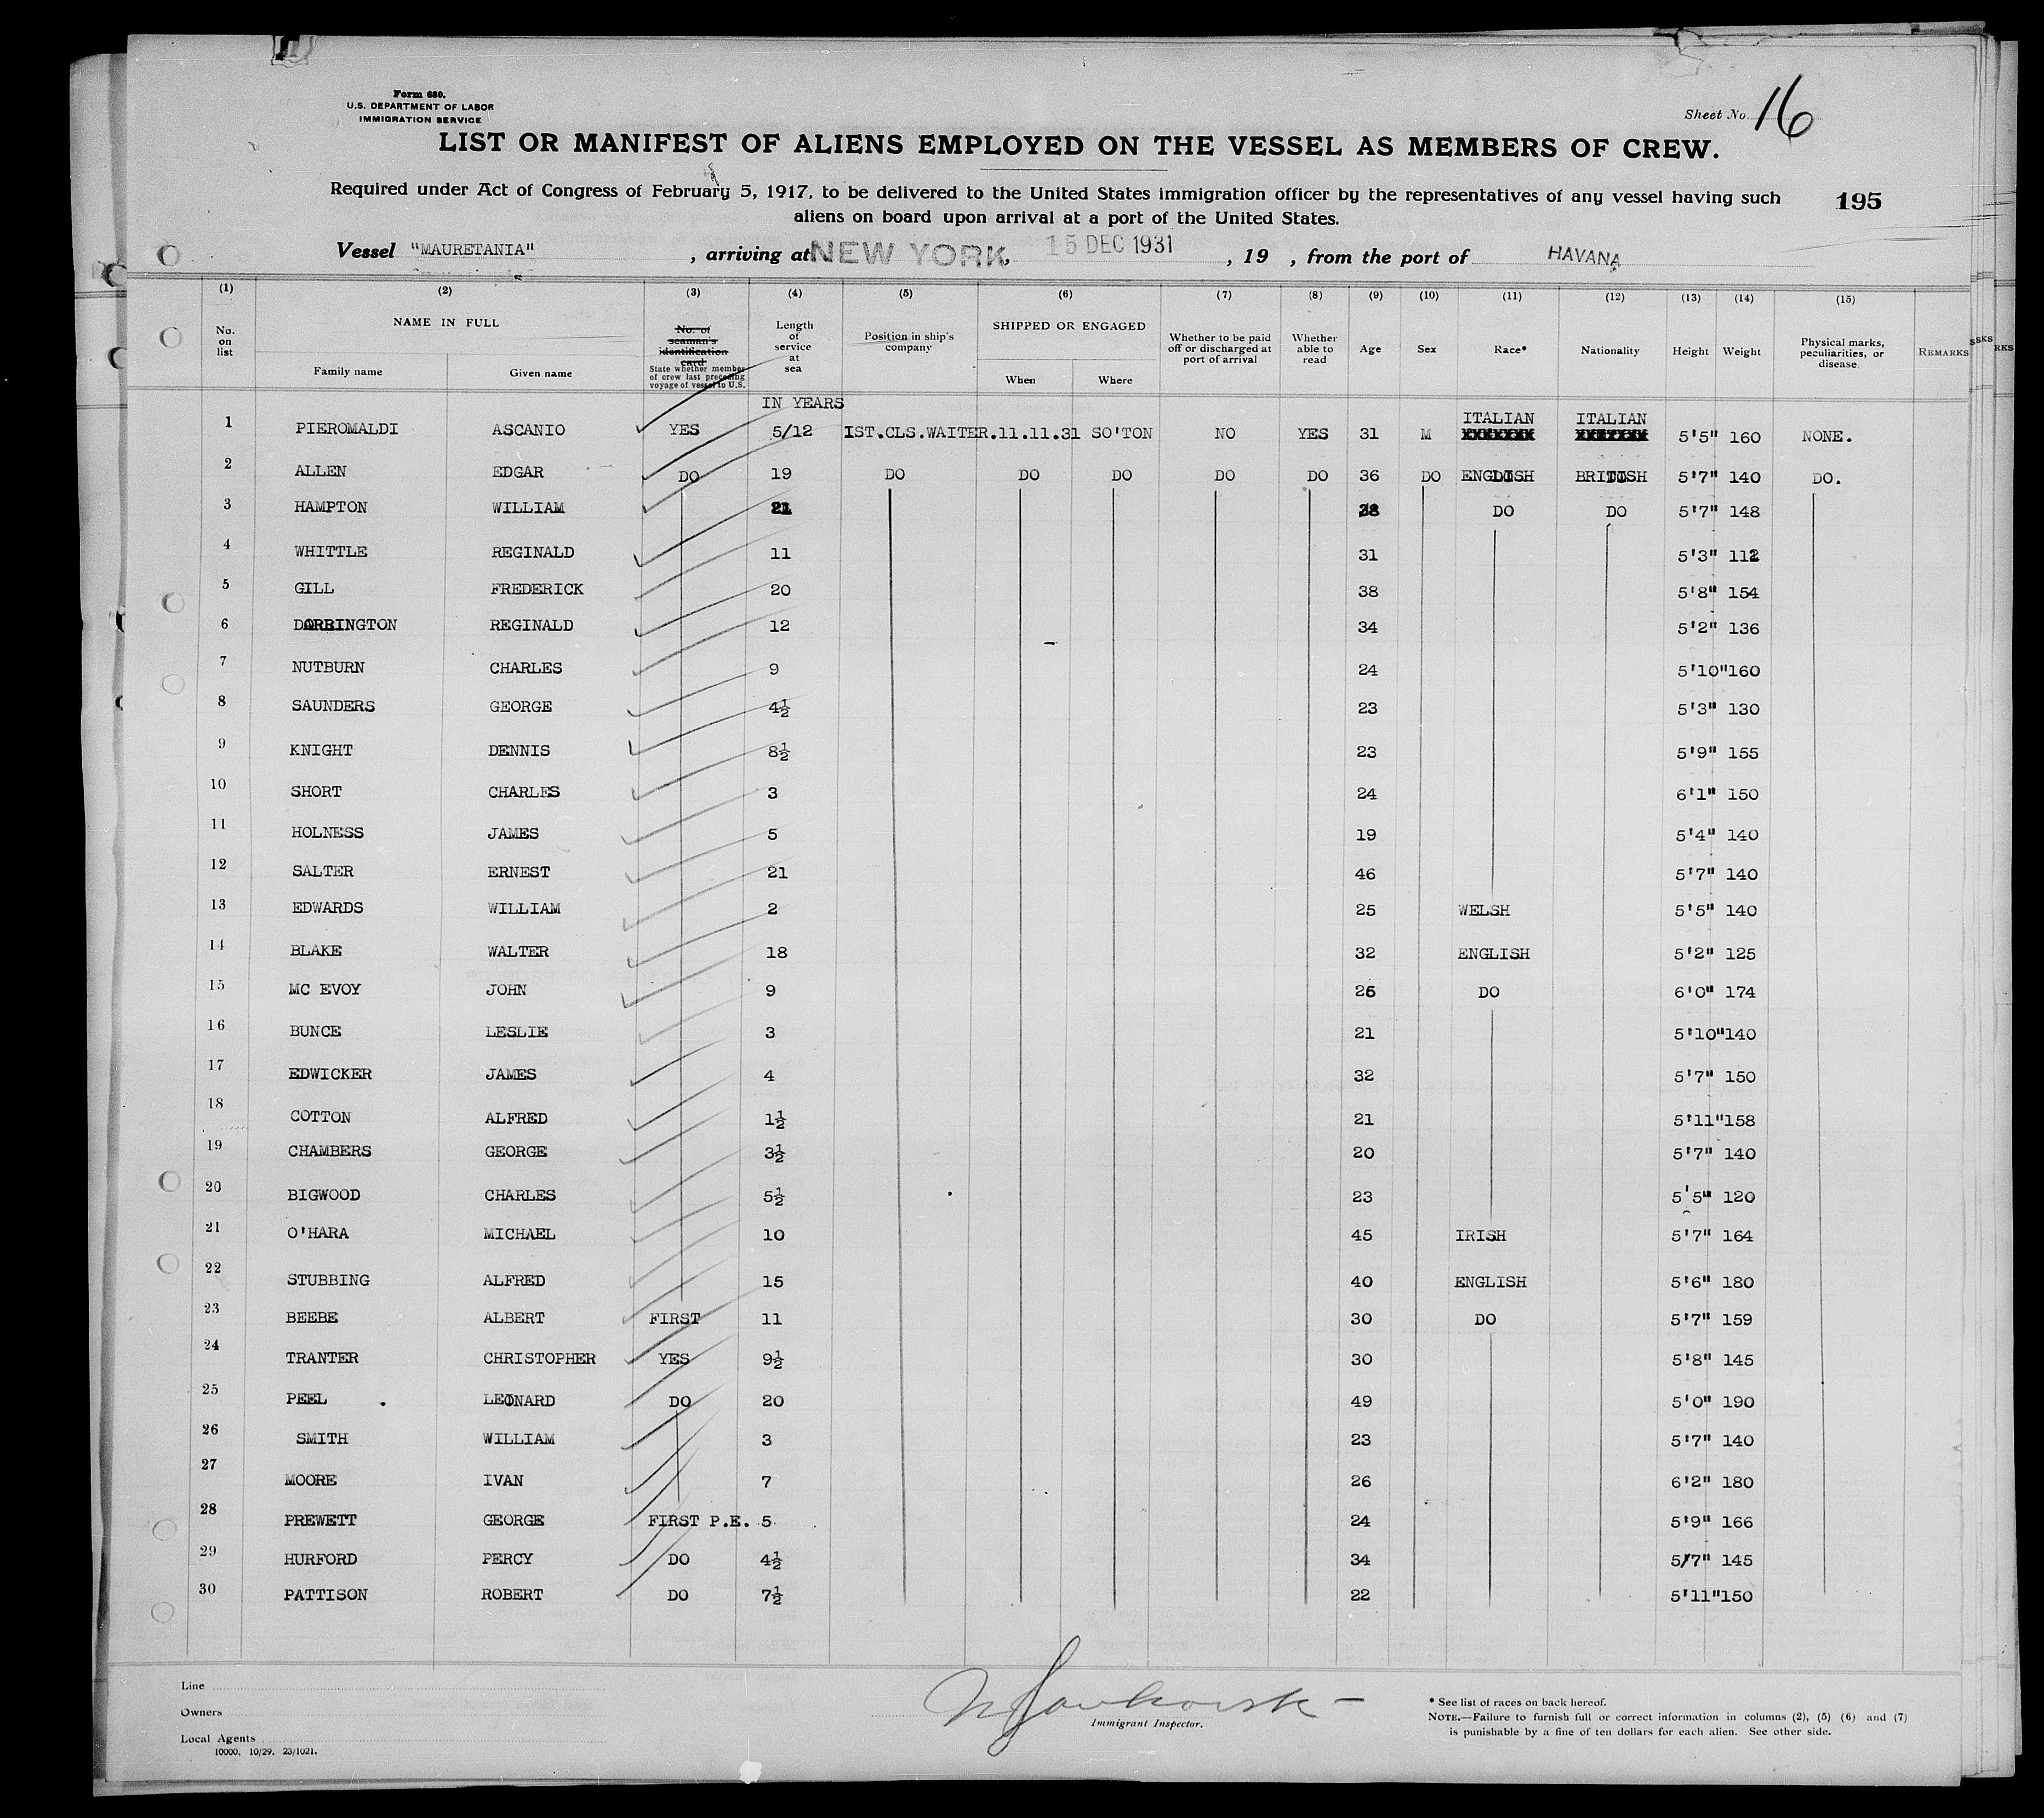 Form 680.
U.S. DEPARTMENT OF LABOR
IMMIGRATION SERVICE
Sheet No. 16
LIST OR MANIFEST OF ALIENS EMPLOYED ON THE VESSEL AS MEMBERS OF CREW.
Required under Act of Congress of February 5, 1917, to be delivered to the United States immigration officer by the representatives of any vessel having such
aliens on board upon arrival at a port of the United States.
195
Vessel "MAURETANIA", arriving at NEW YORK, 15 DEC 1931, 19 , from the port of HAVANA
(1) (2) (3) (4) (5) (6) (7) (8) (9) (10) (11) (12) (13) (14) (15)
No. on list NAME IN FULL Family name Given name No. of seaman's identification card State whether member of crew last preceding voyage of vessel to U.S. Length of service at sea Position in ship's company SHIPPED OR ENGAGED When Where Whether to be paid off or discharged at port of arrival Whether able to read Age Sex Race* Nationality Height Weight Physical marks, peculiarities, or disease REMARKS
IN YEARS
1 PIEROMALDI ASCANIO YES 5/12 IST.CLS.WAITER.11.11.31 SO'TON NO YES 31 M ITALIAN ITALIAN 5'5" 160 NONE.
2 ALLEN EDGAR DO 19 DO DO DO DO DO 36 DO ENGLISH BRITISH 5'7" 140 DO.
3 HAMPTON WILLIAM 21 38 DO DO 5'7" 148
4 WHITTLE REGINALD 11 31 5'3" 112
5 GILL FREDERICK 20 38 5'8" 154
6 DORRINGTON REGINALD 12 34 5'2" 136
7 NUTBURN CHARLES 9 24 5'10" 160
8 SAUNDERS GEORGE 4½ 23 5'3" 130
9 KNIGHT DENNIS 8½ 23 5'9" 155
10 SHORT CHARLES 3 24 6'1" 150
11 HOLNESS JAMES 5 19 5'4" 140
12 SALTER ERNEST 21 46 5'7" 140
13 EDWARDS WILLIAM 2 25 WELSH 5'5" 140
14 BLAKE WALTER 18 32 ENGLISH 5'2" 125
15 MC EVOY JOHN 9 26 DO 6'0" 174
16 BUNCE LESLIE 3 21 5'10" 140
17 EDWICKER JAMES 4 32 5'7" 150
18 COTTON ALFRED 1½ 21 5'11" 158
19 CHAMBERS GEORGE 3½ 20 5'7" 140
20 BIGWOOD CHARLES 5½ 23 5'5" 120
21 O'HARA MICHAEL 10 45 IRISH 5'7" 164
22 STUBBING ALFRED 15 40 ENGLISH 5'6" 180
23 BEEBE ALBERT FIRST 11 30 DO 5'7" 159
24 TRANTER CHRISTOPHER YES 9½ 30 5'8" 145
25 PEEL LEONARD DO 20 49 5'0" 190
26 SMITH WILLIAM 3 23 5'7" 140
27 MOORE IVAN 7 26 6'2" 180
28 PREWETT GEORGE FIRST P.E. 5 24 5'9" 166
29 HURFORD PERCY DO 4½ 34 5/7" 145
30 PATTISON ROBERT DO 7½ 22 5'11" 150
Line
Owners
Local Agents
10000, 10/29. 23/1021.
Immigrant Inspector.
* See list of races on back hereof.
NOTE.—Failure to furnish full or correct information in columns (2), (5) (6) and (7)
is punishable by a fine of ten dollars for each alien. See other side.